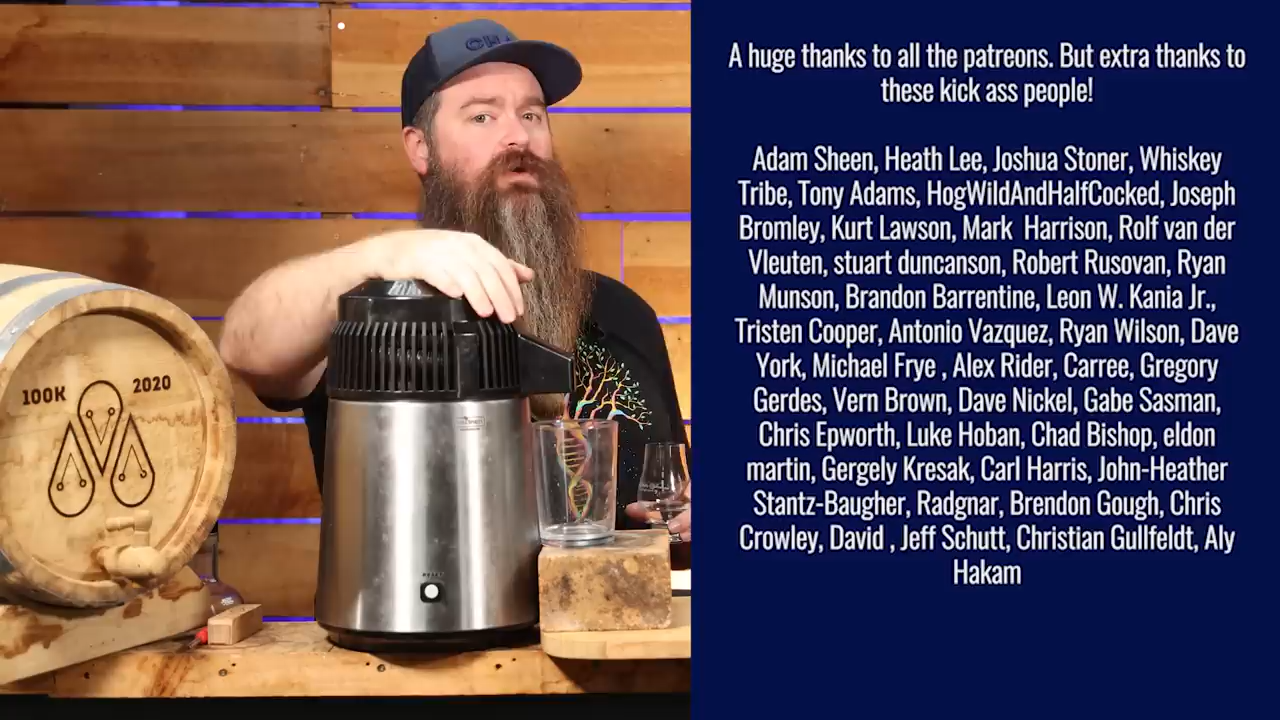 CHA
100K 2020
RESET
A huge thanks to all the patreons. But extra thanks to
these kick ass people!
Adam Sheen, Heath Lee, Joshua Stoner, Whiskey
Tribe, Tony Adams, HogWildAndHalfCocked, Joseph
Bromley, Kurt Lawson, Mark  Harrison, Rolf van der
Vleuten, stuart duncanson, Robert Rusovan, Ryan
Munson, Brandon Barrentine, Leon W. Kania Jr.,
Tristen Cooper, Antonio Vazquez, Ryan Wilson, Dave
York, Michael Frye , Alex Rider, Carree, Gregory
Gerdes, Vern Brown, Dave Nickel, Gabe Sasman,
Chris Epworth, Luke Hoban, Chad Bishop, eldon
martin, Gergely Kresak, Carl Harris, John-Heather
Stantz-Baugher, Radgnar, Brendon Gough, Chris
Crowley, David , Jeff Schutt, Christian Gullfeldt, Aly
Hakam